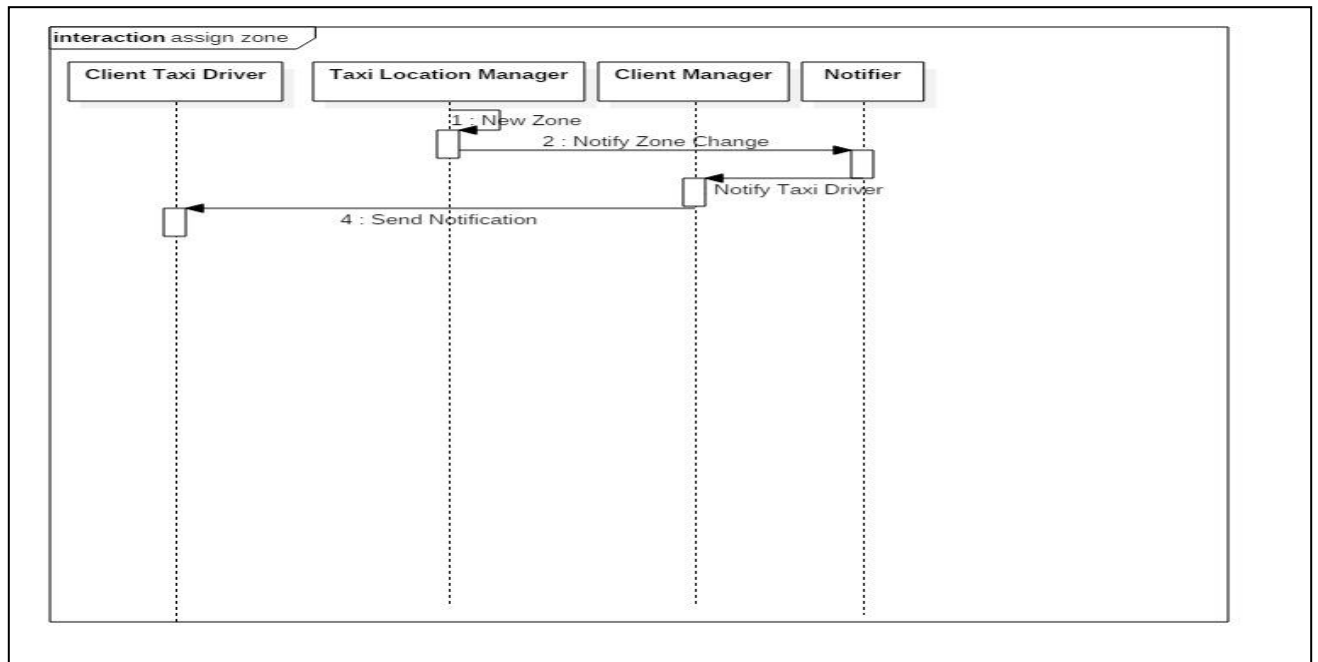 interaction assign zone
Client Taxi Driver
Taxi Location Manager
Client Manager
Notifier
1 : New Zone
2 : Notify Zone Change
Notify Taxi Driver
4 : Send Notification